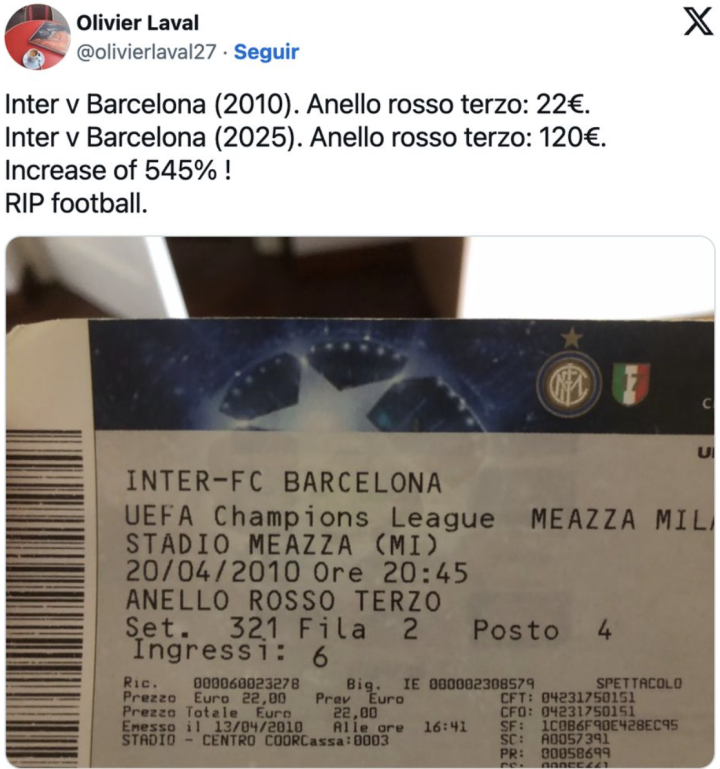 Olivier Laval
@olivierlaval27 · Seguir
Inter v Barcelona (2010). Anello rosso terzo: 22€.
Inter v Barcelona (2025). Anello rosso terzo: 120€.
Increase of 545% !
RIP football.
INTER-FC BARCELONA
UEFA Champions League MEAZZA MILA
STADIO MEAZZA (MI)
20/04/2010 Ore 20:45
ANELLO ROSSO TERZO
Set. 321 Fila 2 Posto 4
Ingressi: 6
Ric. 000060023278 Big. IE 000002308579 SPETTACOLO
Prezzo Euro 22,00 Prev Euro CFT: 04231750151
Prezzo Totale Euro 22,00 CFO: 04231750151
Emesso il 13/04/2010 Alle ore 16:41 SF: 1C0B6F90E428EC95
STADIO - CENTRO COORCassa:0003 SC: A0057391
PR: 00058699